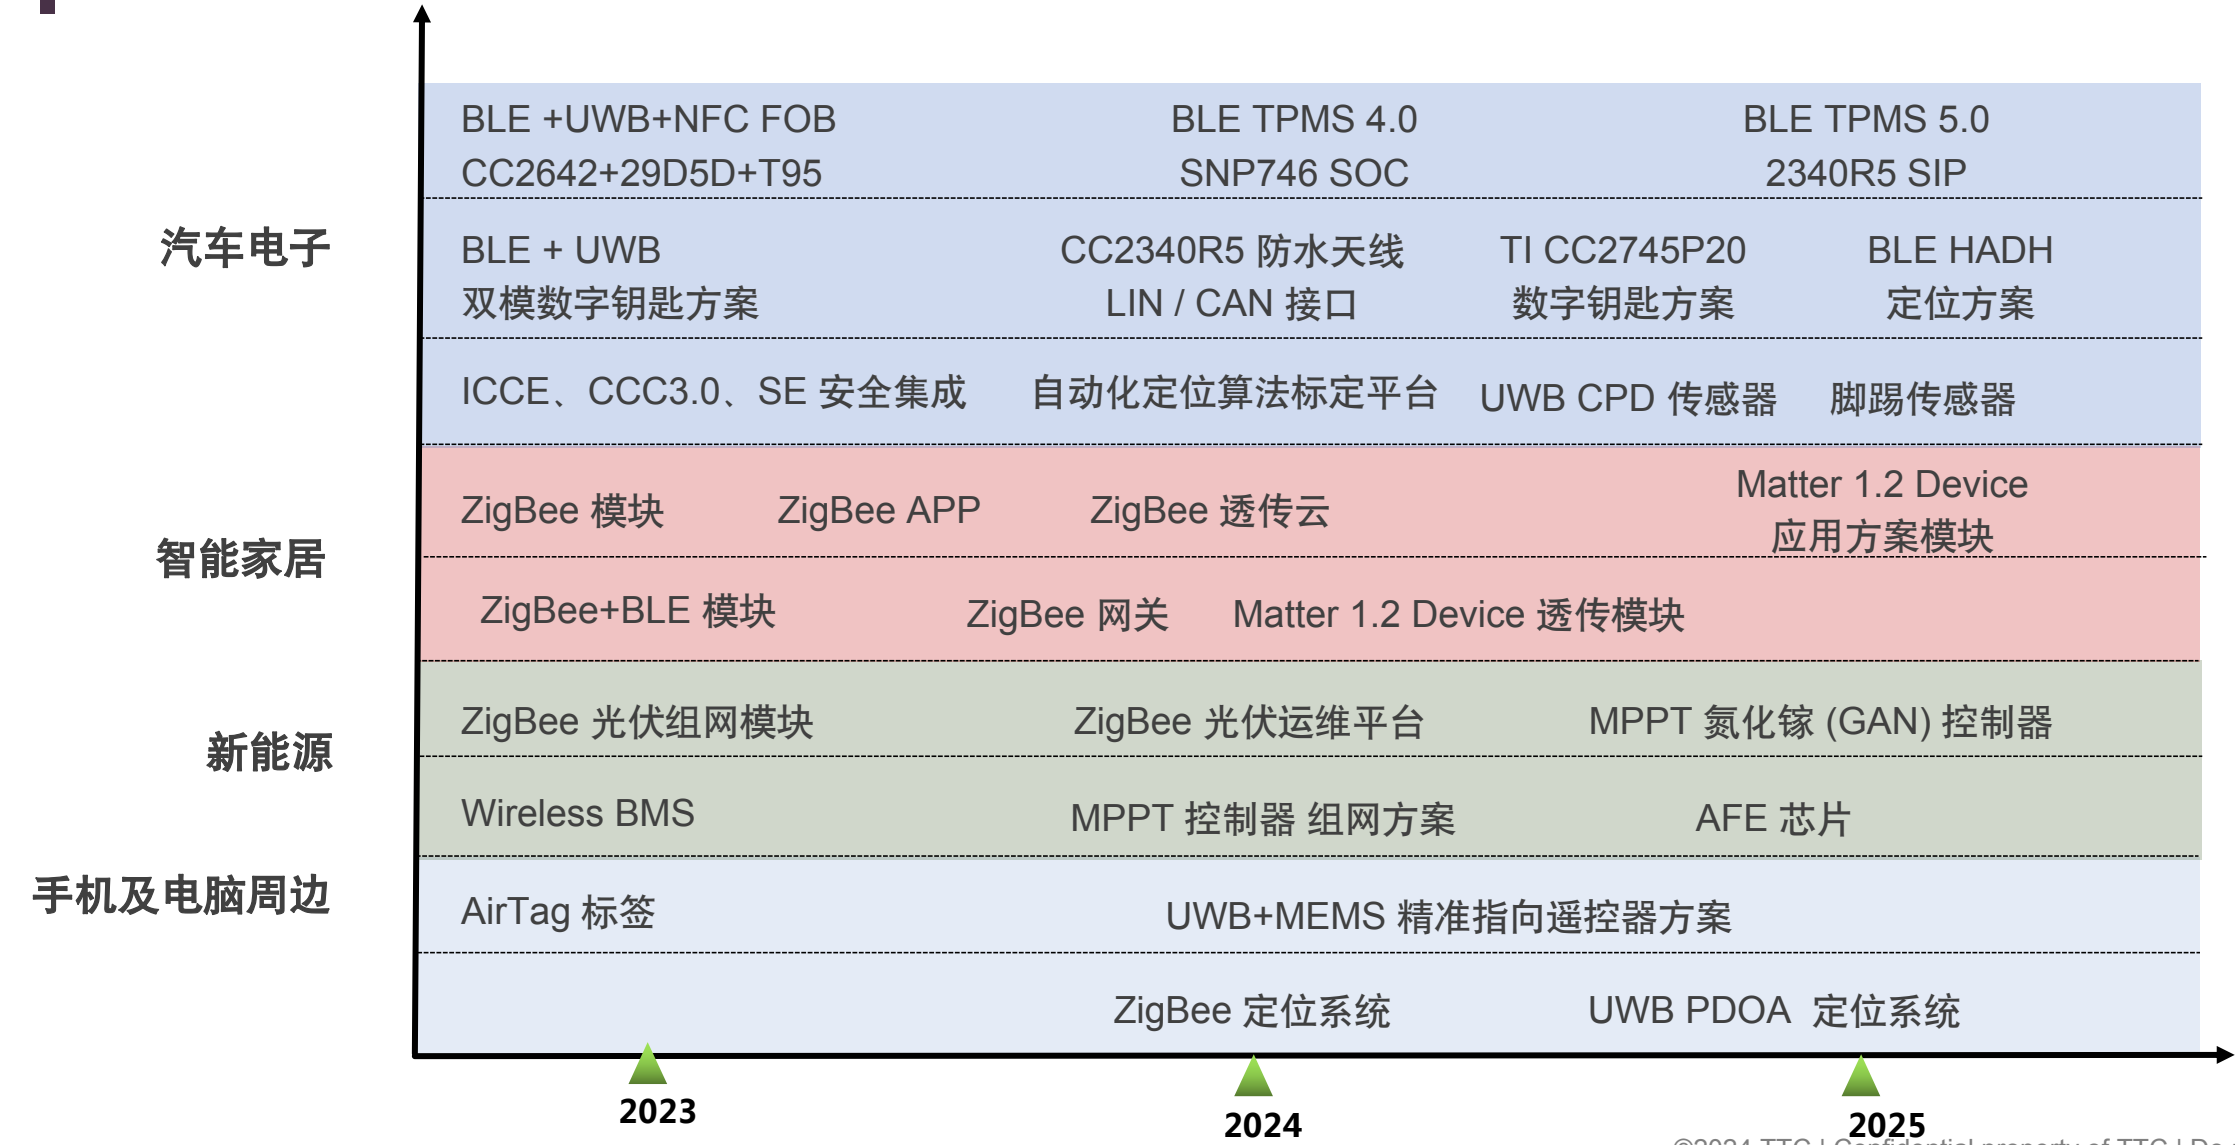 BLE +UWB+NFC FOB
CC2642+29D5D+T95
BLE TPMS 4.0
SNP746 SOC
BLE TPMS 5.0
2340R5 SIP
汽车电子
BLE + UWB
双模数字钥匙方案
CC2340R5 防水天线
LIN / CAN 接口
TI CC2745P20
数字钥匙方案
BLE HADH
定位方案
ICCE、CCC3.0、SE 安全集成
自动化定位算法标定平台
UWB CPD 传感器
脚踢传感器
智能家居
ZigBee 模块
ZigBee APP
ZigBee 透传云
Matter 1.2 Device
应用方案模块
ZigBee+BLE 模块
ZigBee 网关
Matter 1.2 Device 透传模块
新能源
ZigBee 光伏组网模块
ZigBee 光伏运维平台
MPPT 氮化镓 (GAN) 控制器
Wireless BMS
MPPT 控制器 组网方案
AFE 芯片
手机及电脑周边
AirTag 标签
UWB+MEMS 精准指向遥控器方案
ZigBee 定位系统
UWB PDOA 定位系统
2023
2024
2025